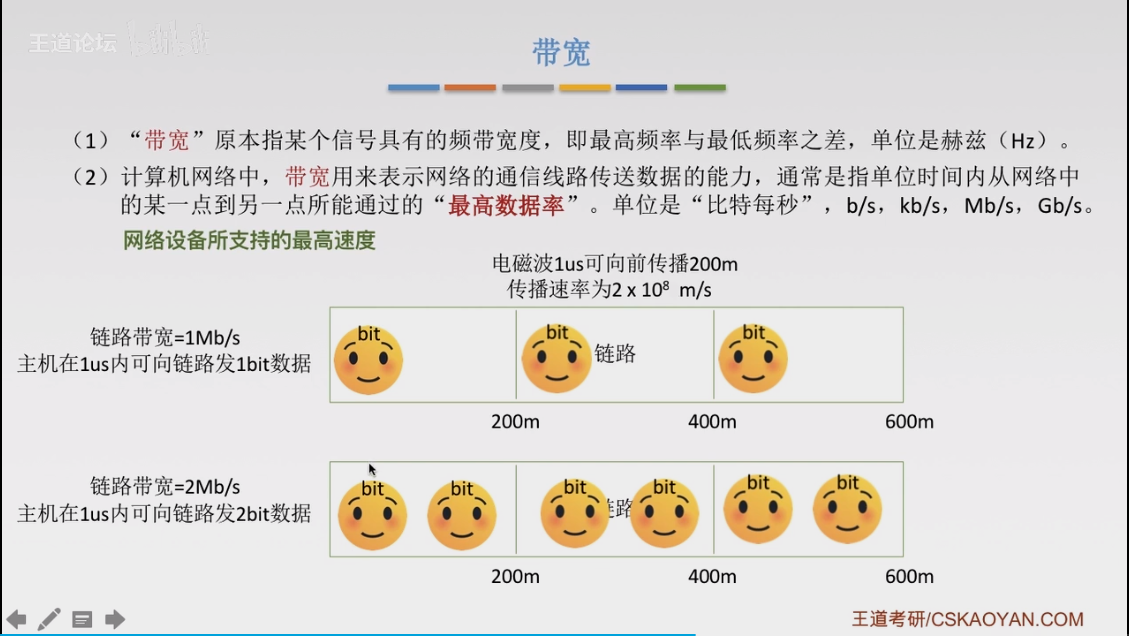 王道论坛 bilibili
带宽
（1）“带宽”原本指某个信号具有的频带宽度，即最高频率与最低频率之差，单位是赫兹（Hz）。
（2）计算机网络中，带宽用来表示网络的通信线路传送数据的能力，通常是指单位时间内从网络中
的某一点到另一点所能通过的“最高数据率”。单位是“比特每秒”，b/s，kb/s，Mb/s，Gb/s。
网络设备所支持的最高速度
电磁波1us可向前传播200m
传播速率为2 x 10⁸ m/s
链路带宽=1Mb/s
主机在1us内可向链路发1bit数据
bit bit 链路 bit
200m 400m 600m
链路带宽=2Mb/s
主机在1us内可向链路发2bit数据
bit bit bit 链路 bit bit bit
200m 400m 600m
王道考研/CSKAOYAN.COM